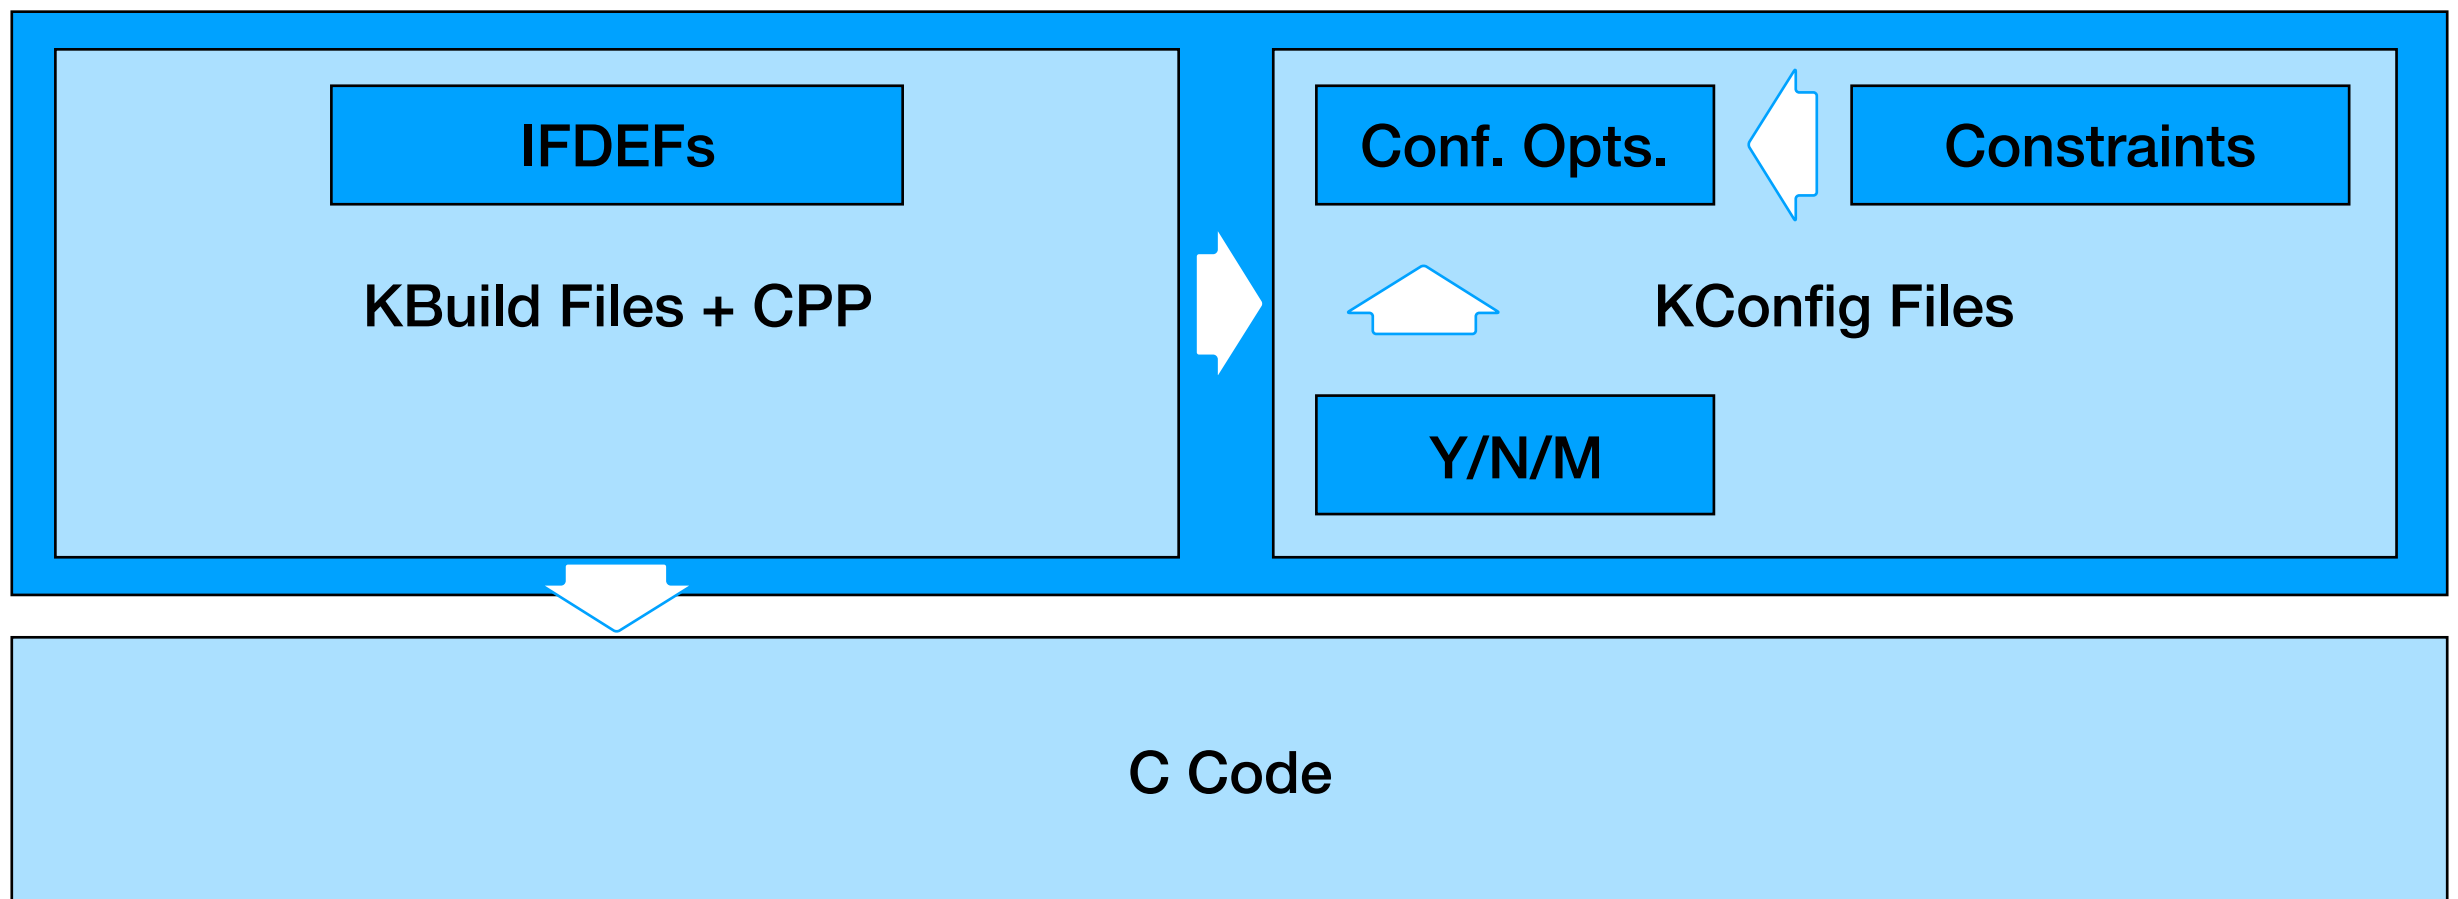 IFDEFs
KBuild Files + CPP
Conf. Opts.
Constraints
KConfig Files
Y/N/M
C Code